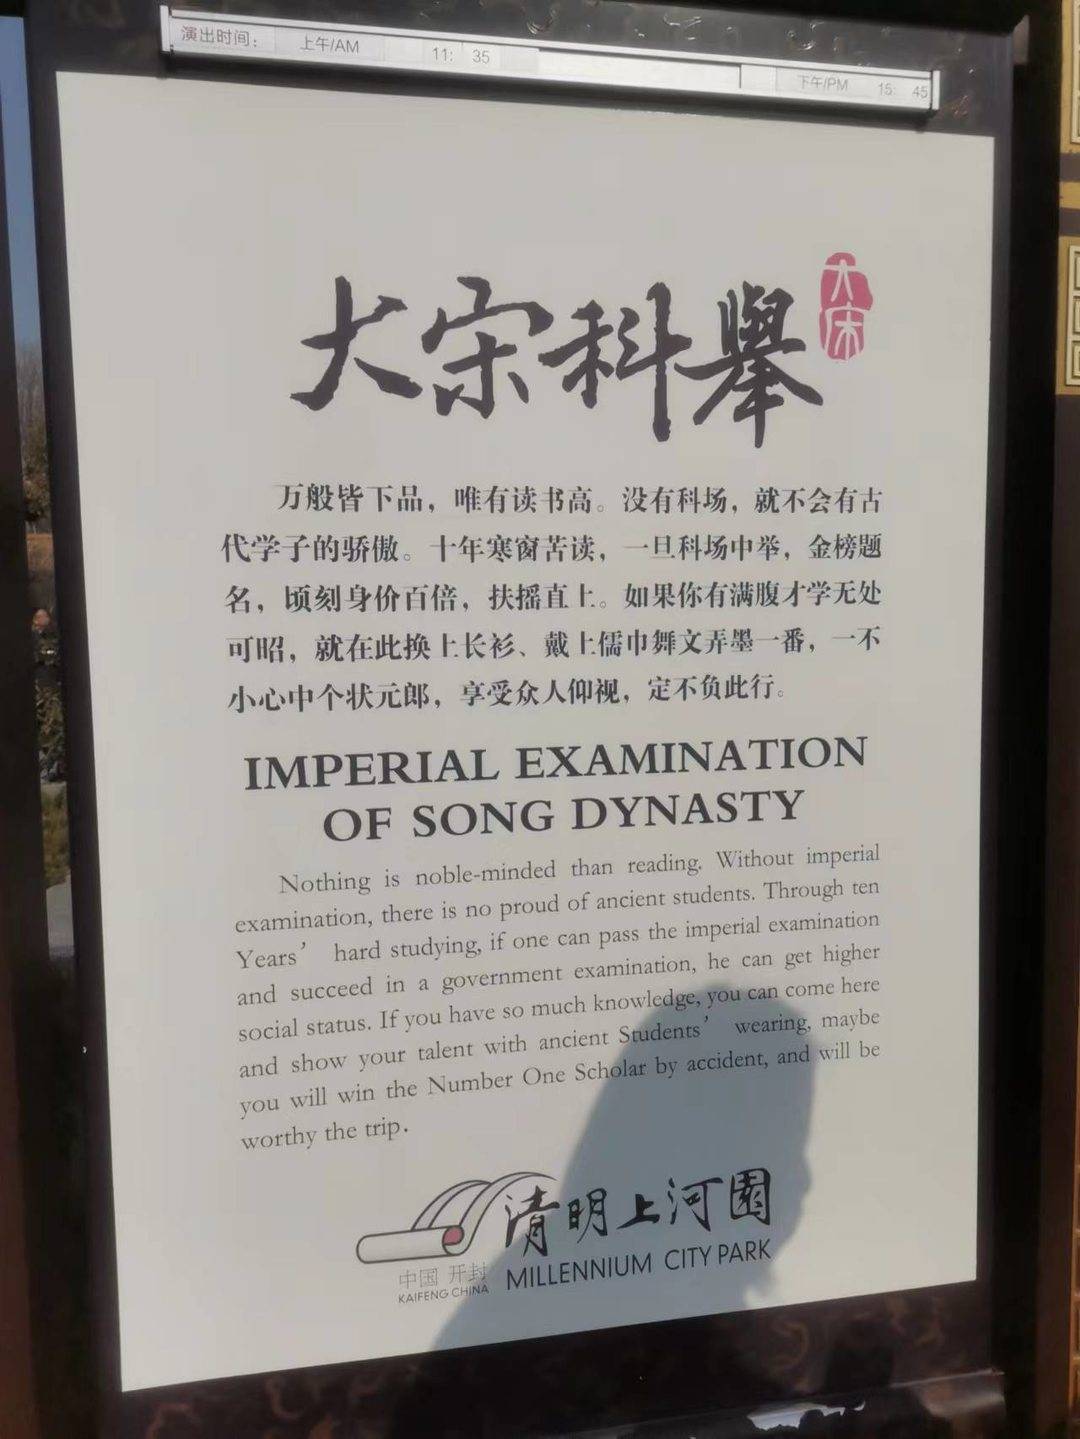 演出时间： 上午/AM 11: 35 下午/PM 15: 45
大宋科舉
大宋
万般皆下品，唯有读书高。没有科场，就不会有古
代学子的骄傲。十年寒窗苦读，一旦科场中举，金榜题
名，顷刻身价百倍，扶摇直上。如果你有满腹才学无处
可昭，就在此换上长衫、戴上儒巾舞文弄墨一番，一不
小心中个状元郎，享受众人仰视，定不负此行。
IMPERIAL EXAMINATION
OF SONG DYNASTY
Nothing is noble-minded than reading. Without imperial
examination, there is no proud of ancient students. Through ten
Years’ hard studying, if one can pass the imperial examination
and succeed in a government examination, he can get higher
social status. If you have so much knowledge, you can come here
and show your talent with ancient Students’ wearing, maybe
you will win the Number One Scholar by accident, and will be
worthy the trip.
清明上河園
中国 开封
KAIFENG CHINA
MILLENNIUM CITY PARK